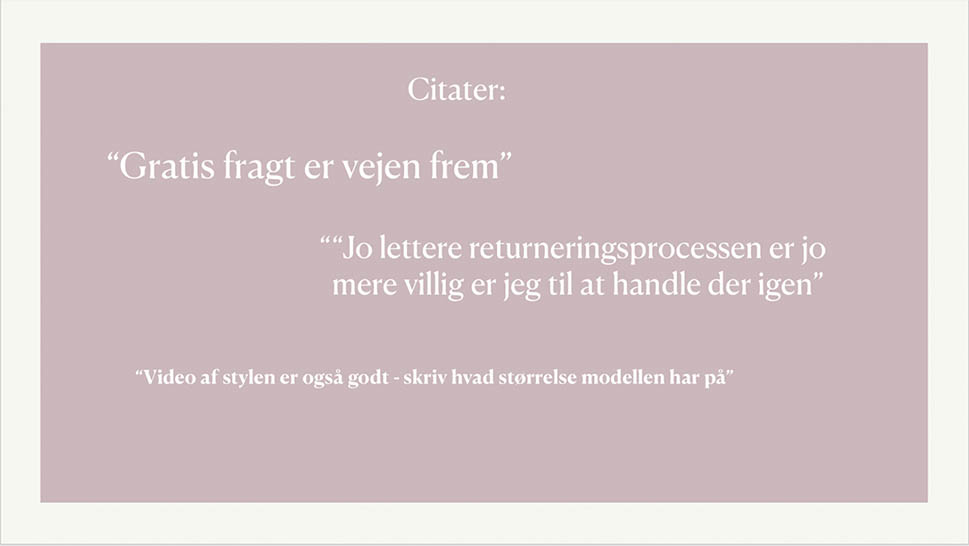 Citater:
“Gratis fragt er vejen frem”
““Jo lettere returneringsprocessen er jo
mere villig er jeg til at handle der igen”
“Video af stylen er også godt - skriv hvad størrelse modellen har på”